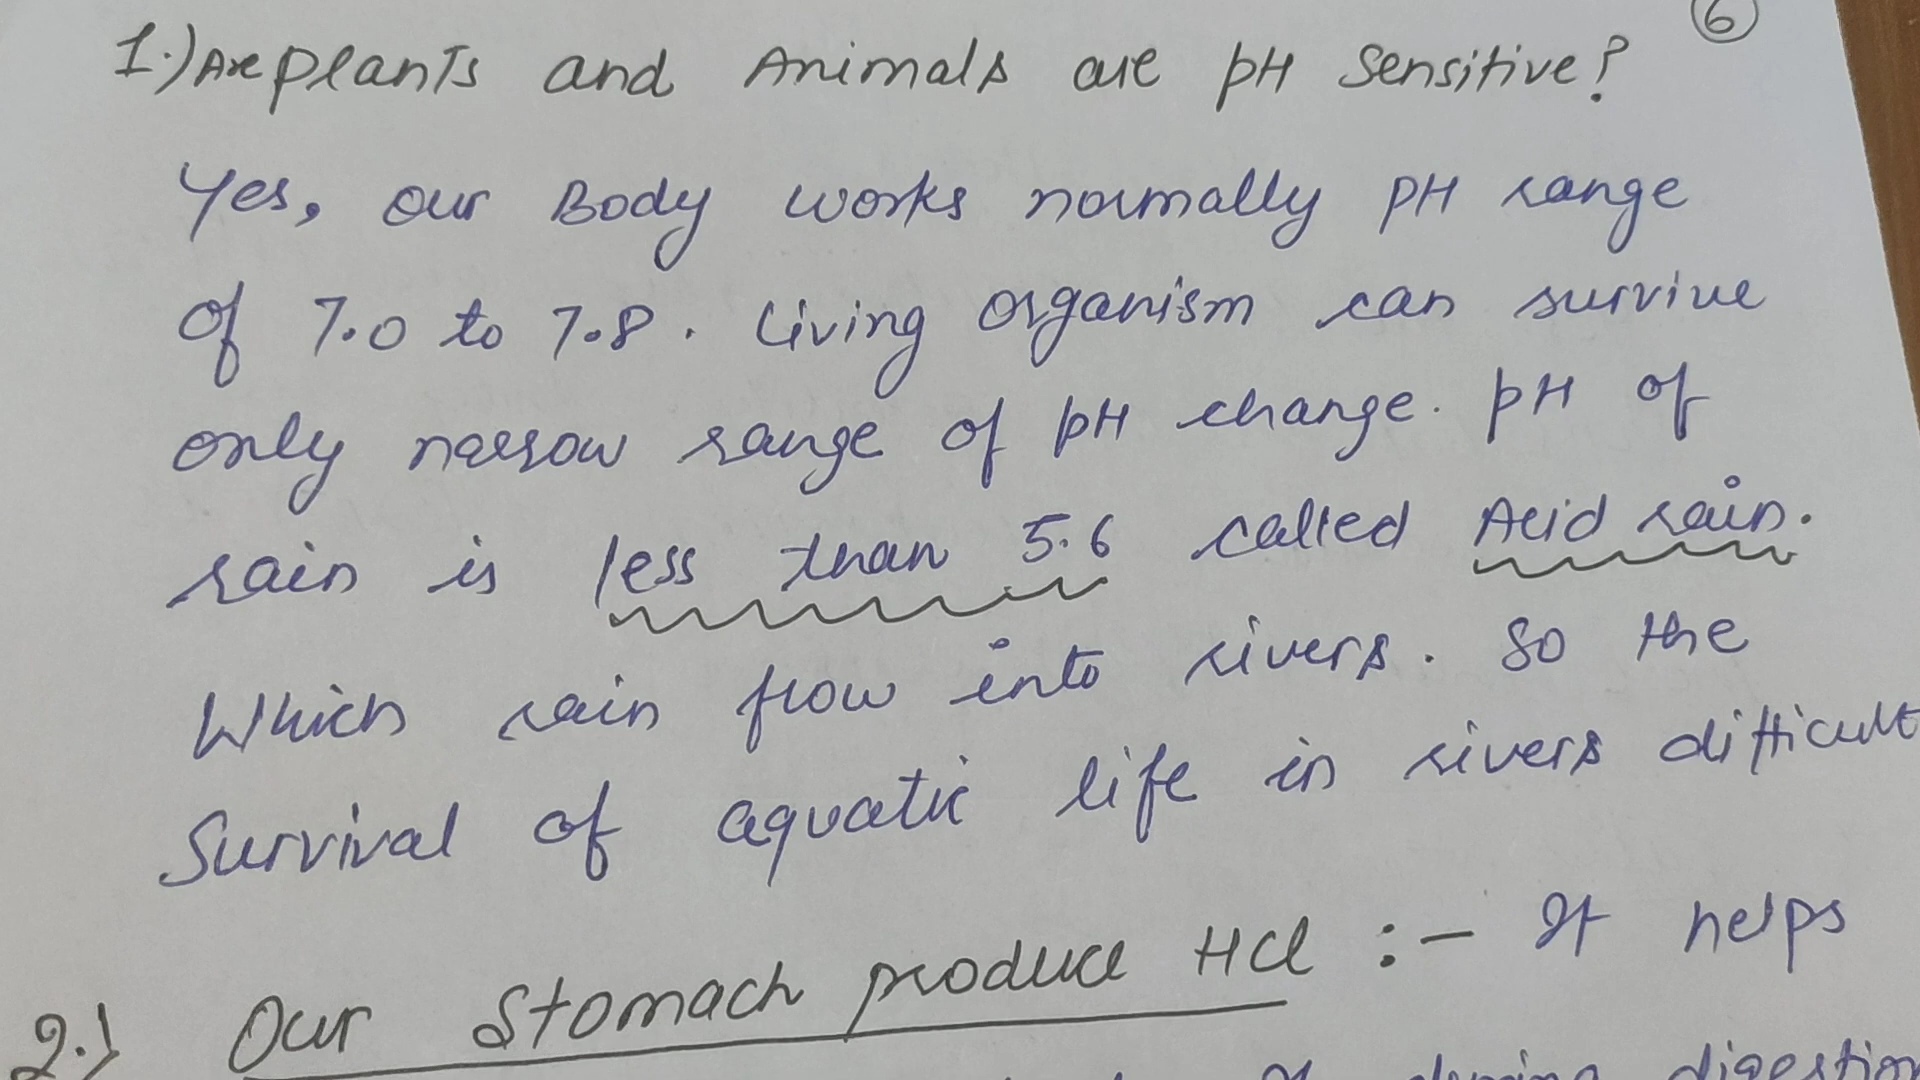 6
1.) Are plants and Animals are pH Sensitive?
Yes, our Body works normally PH range
of 7.0 to 7.8. Living organism can survive
only narrow range of pH change. pH of
rain is less than 5.6 called Acid rain.
Which rain flow into rivers. So the
Survival of aquatic life in rivers difficult
2.) Our Stomach produce HCl :- It helps
during digestion